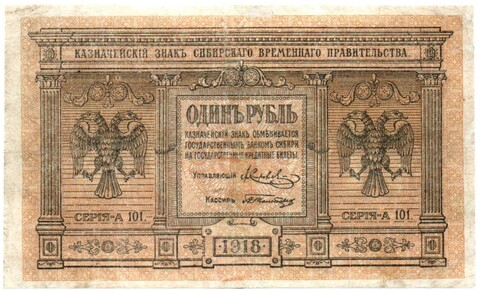 КАЗНАЧЕЙСКІЙ ЗНАКЪ СИБИРСКАГО ВРЕМЕННАГО ПРАВИТЕЛЬСТВА.
ОДИНЪ РУБЛЬ
КАЗНАЧЕЙСКІЙ ЗНАКЪ ОБМѢНИВАЕТСЯ
ГОСУДАРСТВЕННЫМЪ БАНКОМЪ СИБИРИ
НА ГОСУДАРСТВЕННЫЕ КРЕДИТНЫЕ БИЛЕТЫ.
УПРАВЛЯЮЩІЙ
КАССИРЪ
СЕРІЯ-А 101.
СЕРІЯ-А 101.
1918